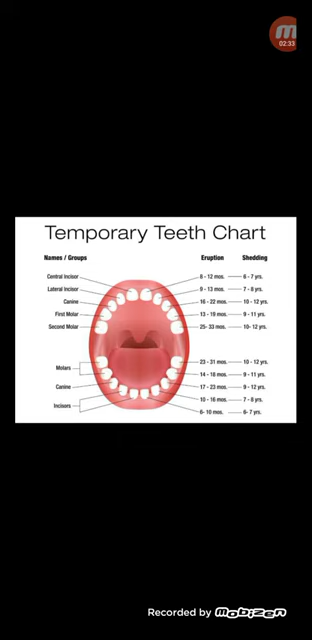 02:33
Temporary Teeth Chart
Names / Groups Eruption Shedding
Central Incisor 8 - 12 mos. 6 - 7 yrs.
Lateral Incisor 9 - 13 mos. 7 - 8 yrs.
Canine 16 - 22 mos. 10 - 12 yrs.
First Molar 13 - 19 mos. 9 - 11 yrs.
Second Molar 25- 33 mos. 10- 12 yrs.
23 - 31 mos. 10 - 12 yrs.
Molars
14 - 18 mos. 9 - 11 yrs.
Canine 17 - 23 mos. 9 - 12 yrs.
10 - 16 mos. 7 - 8 yrs.
Incisors
6- 10 mos. 6- 7 yrs.
Recorded by mobizen